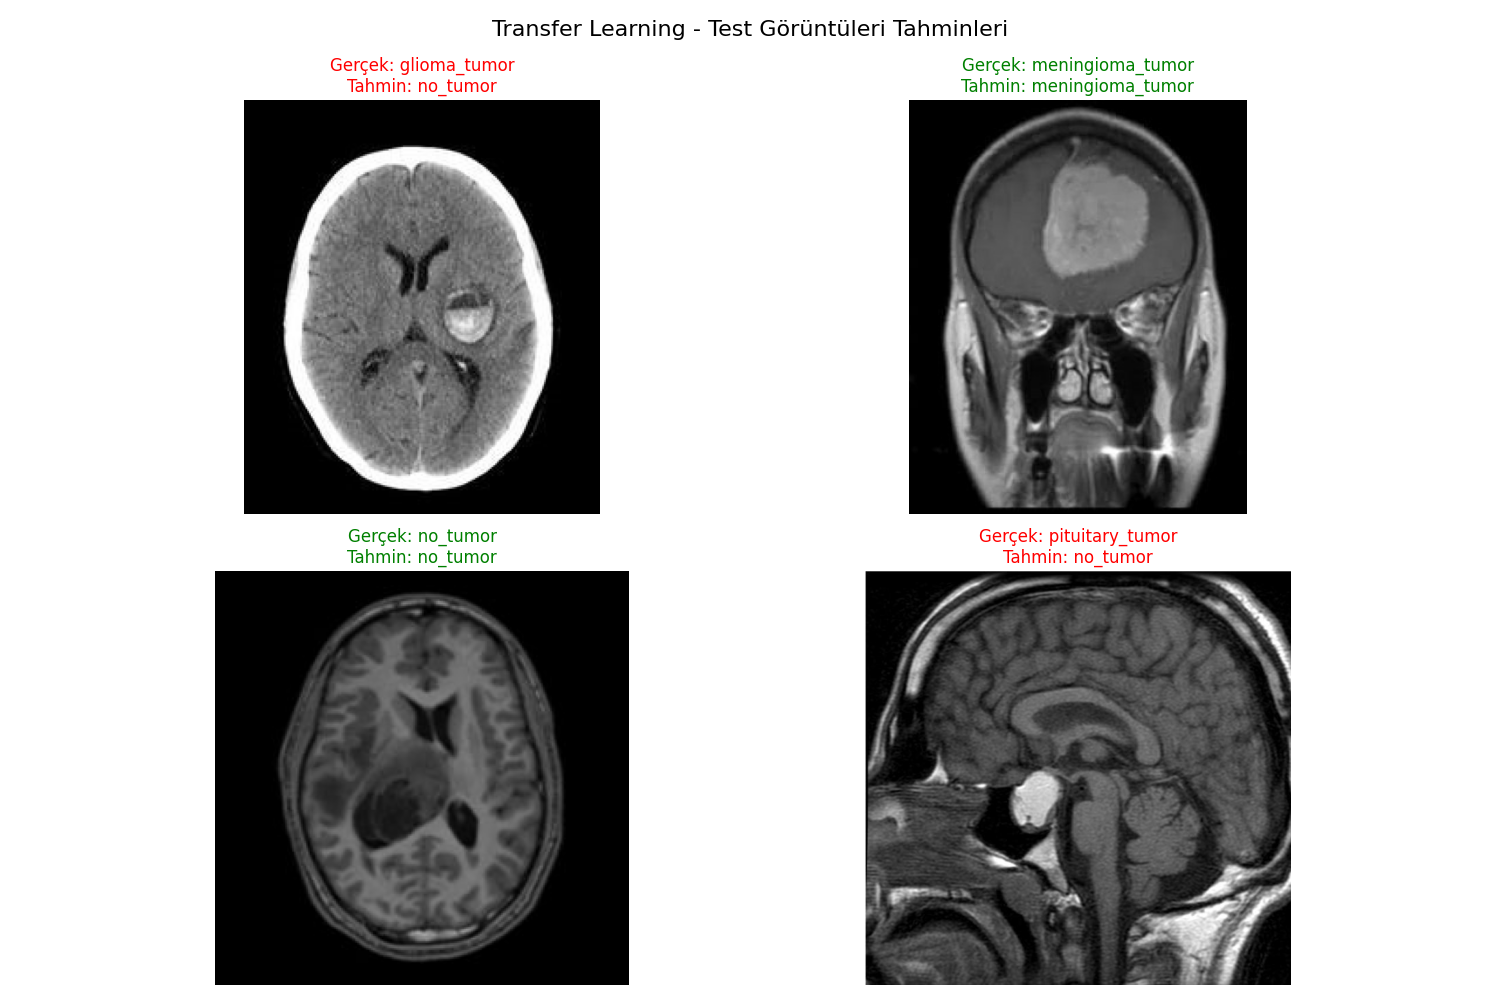 Transfer Learning - Test Görüntüleri Tahminleri
Gerçek: glioma_tumor
Tahmin: no_tumor
Gerçek: meningioma_tumor
Tahmin: meningioma_tumor
Gerçek: no_tumor
Tahmin: no_tumor
Gerçek: pituitary_tumor
Tahmin: no_tumor